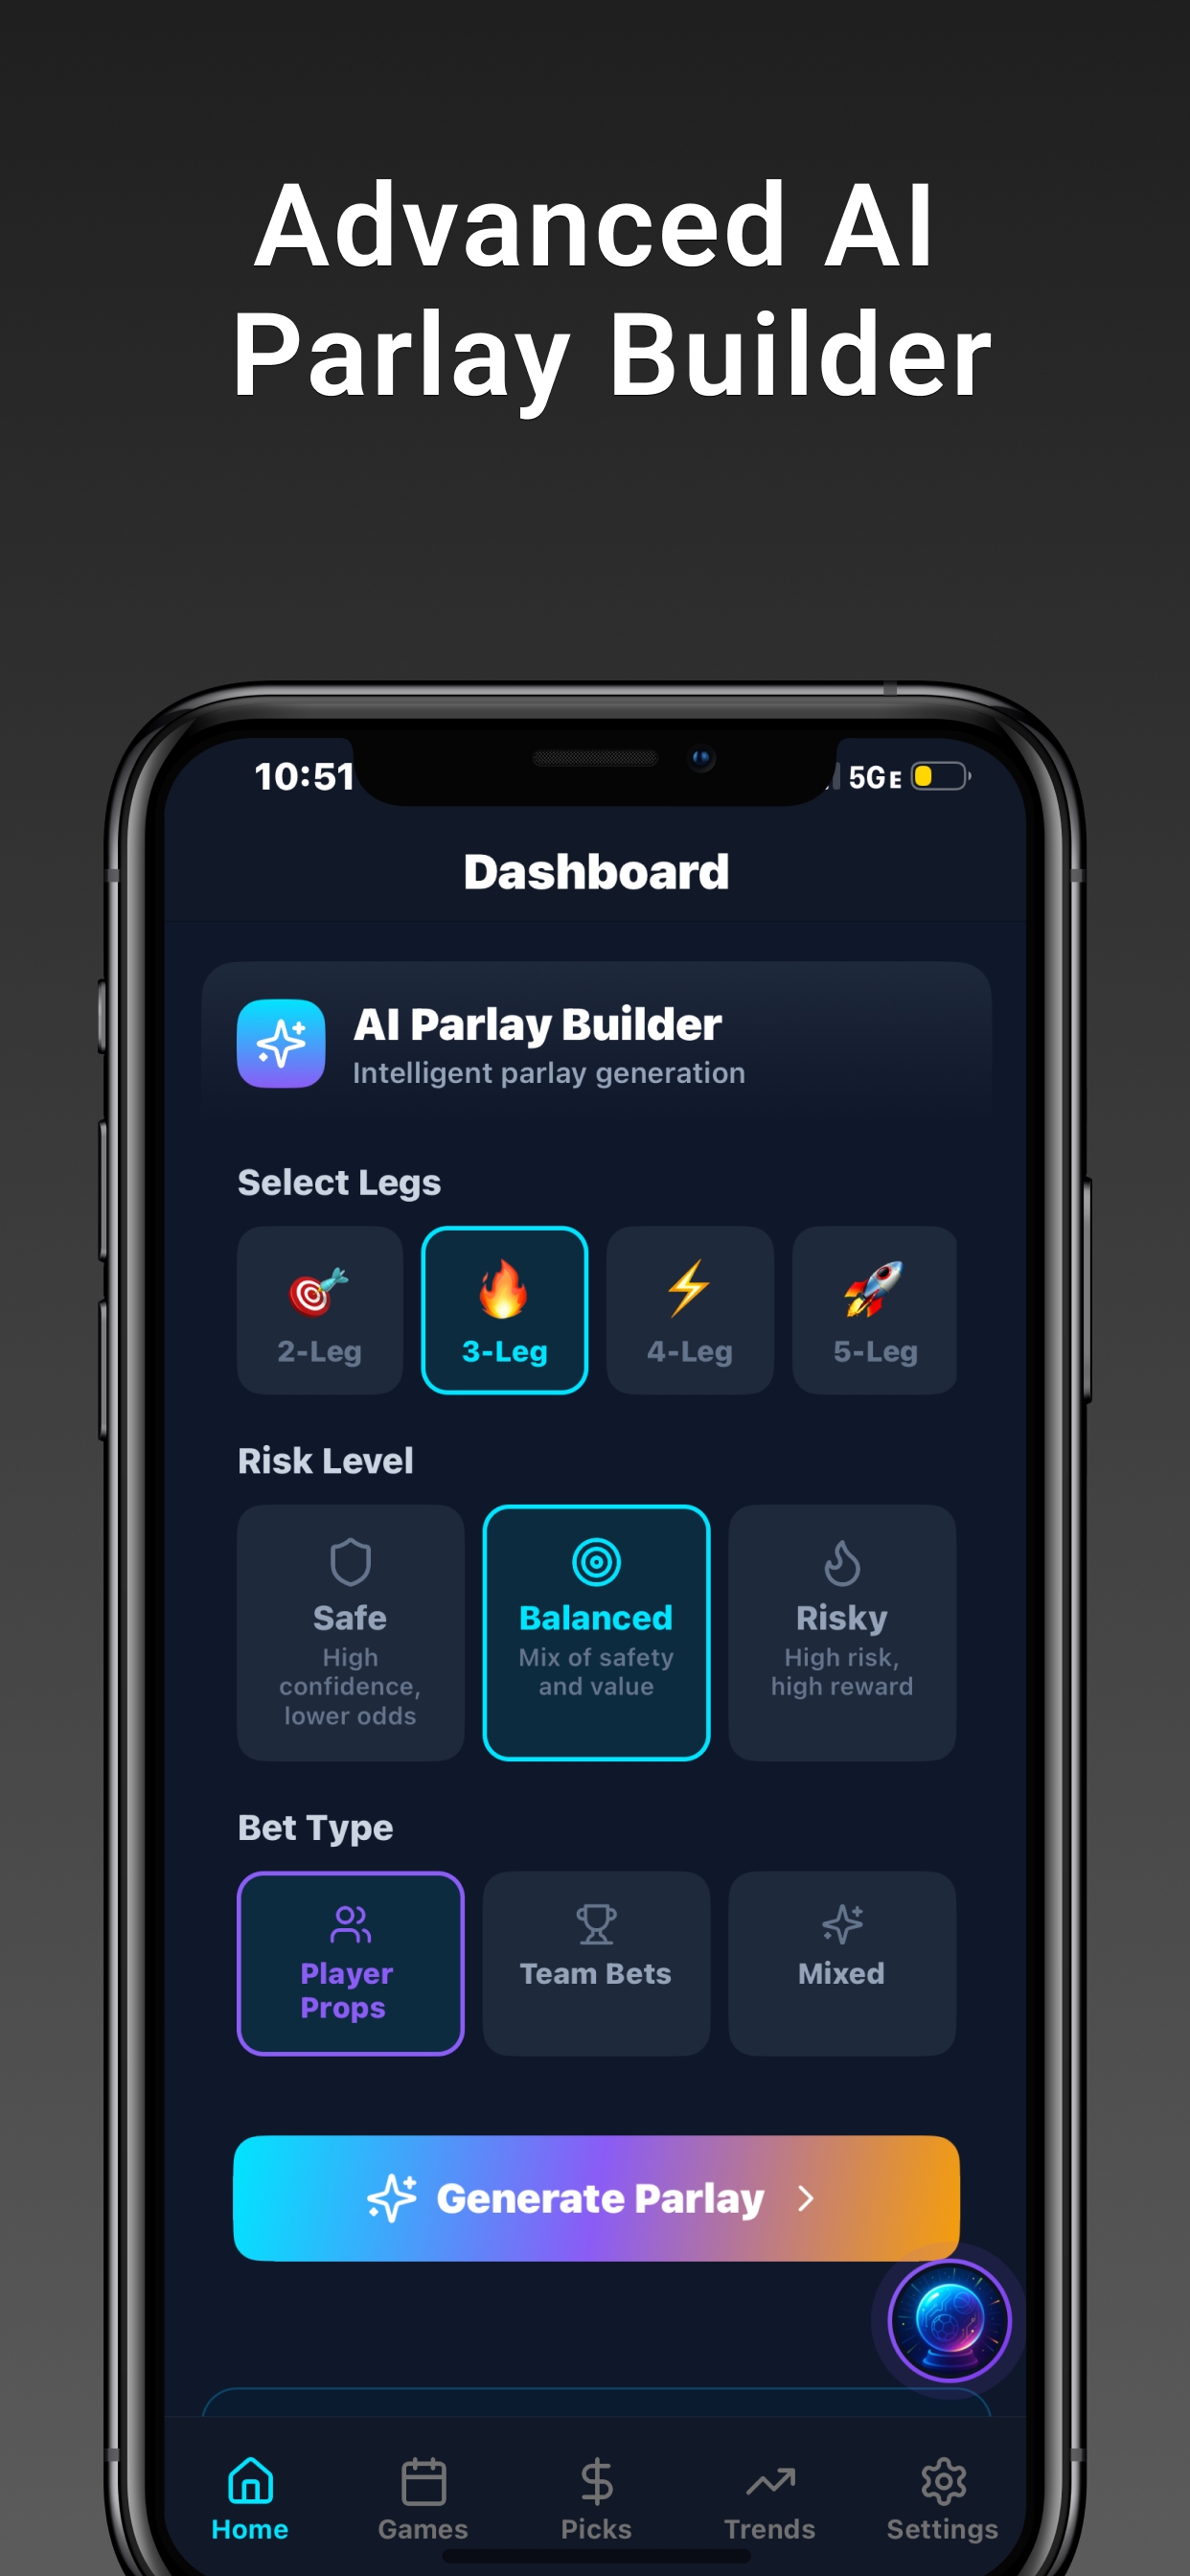 Advanced AI
Parlay Builder
10:51
5GE
Dashboard
AI Parlay Builder
Intelligent parlay generation
Select Legs
2-Leg
3-Leg
4-Leg
5-Leg
Risk Level
Safe
High
confidence,
lower odds
Balanced
Mix of safety
and value
Risky
High risk,
high reward
Bet Type
Player
Props
Team Bets
Mixed
Generate Parlay
Home
Games
Picks
Trends
Settings